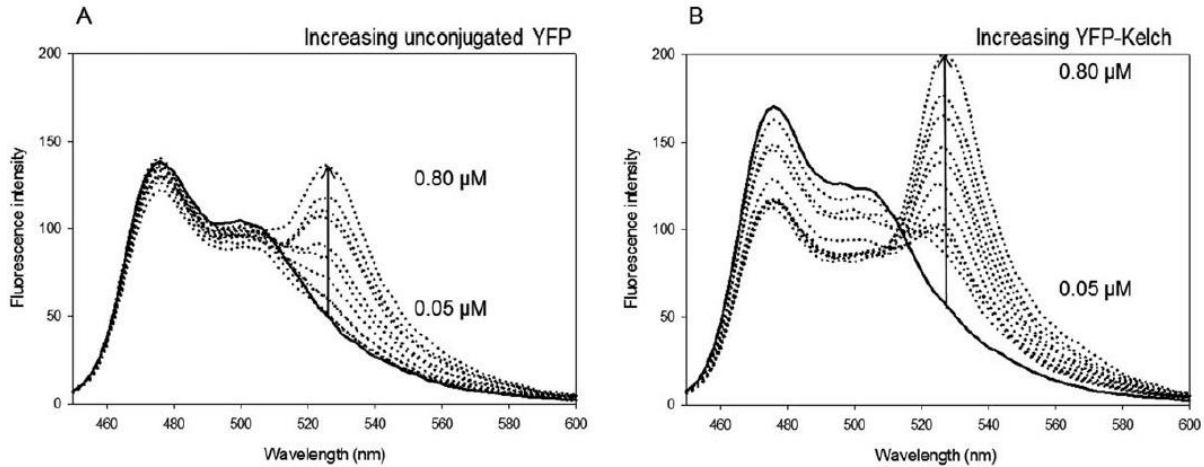 A
Increasing unconjugated YFP
200
150
100
50
0
0.80 µM
0.05 µM
460 480 500 520 540 560 580 600
Wavelength (nm)
Fluorescence intensity
B
Increasing YFP-Kelch
200
150
100
50
0
0.80 µM
0.05 µM
460 480 500 520 540 560 580 600
Wavelength (nm)
Fluorescence intensity